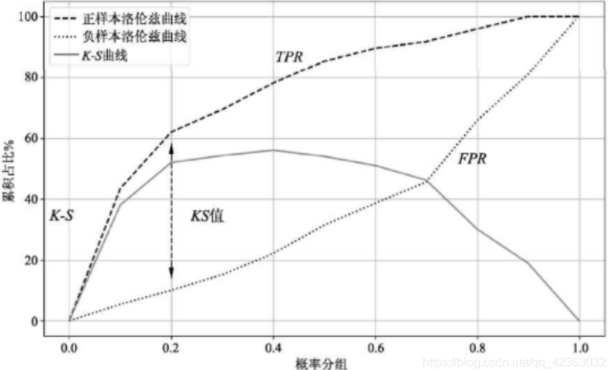 100
80
60
40
20
0
累积占比%
正样本洛伦兹曲线
负样本洛伦兹曲线
K-S曲线
TPR
FPR
K-S
KS值
0.0 0.2 0.4 0.6 0.8 1.0
概率分组
https://blog.csdn.net/qq_42363032